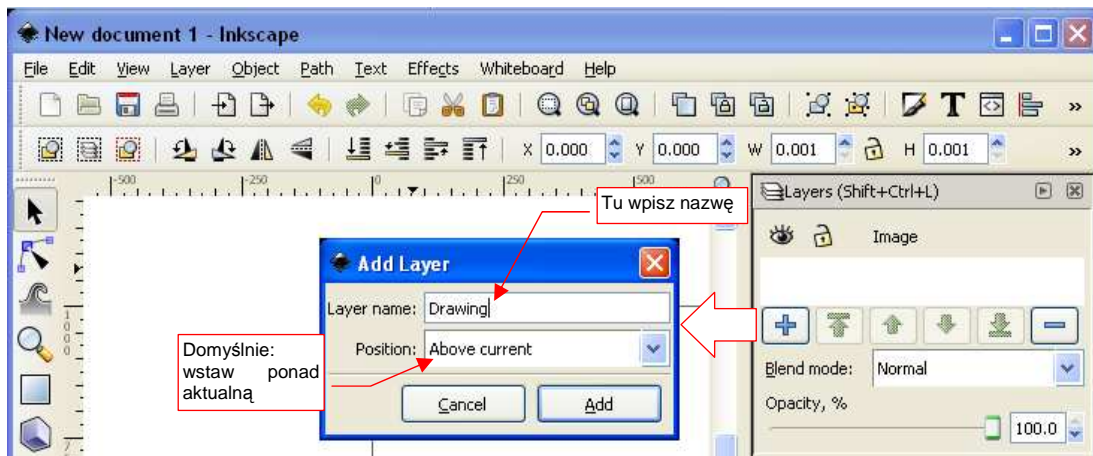 New document 1 - Inkscape
File Edit View Layer Object Path Text Effects Whiteboard Help
X 0.000 Y 0.000 W 0.001 H 0.001
-500 -250 0 250 500
Layers (Shift+Ctrl+L)
Tu wpisz nazwę
Image
Add Layer
Layer name: Drawing
Position: Above current
Domyślnie:
wstaw ponad
aktualną
Cancel Add
Blend mode: Normal
Opacity, %
100.0